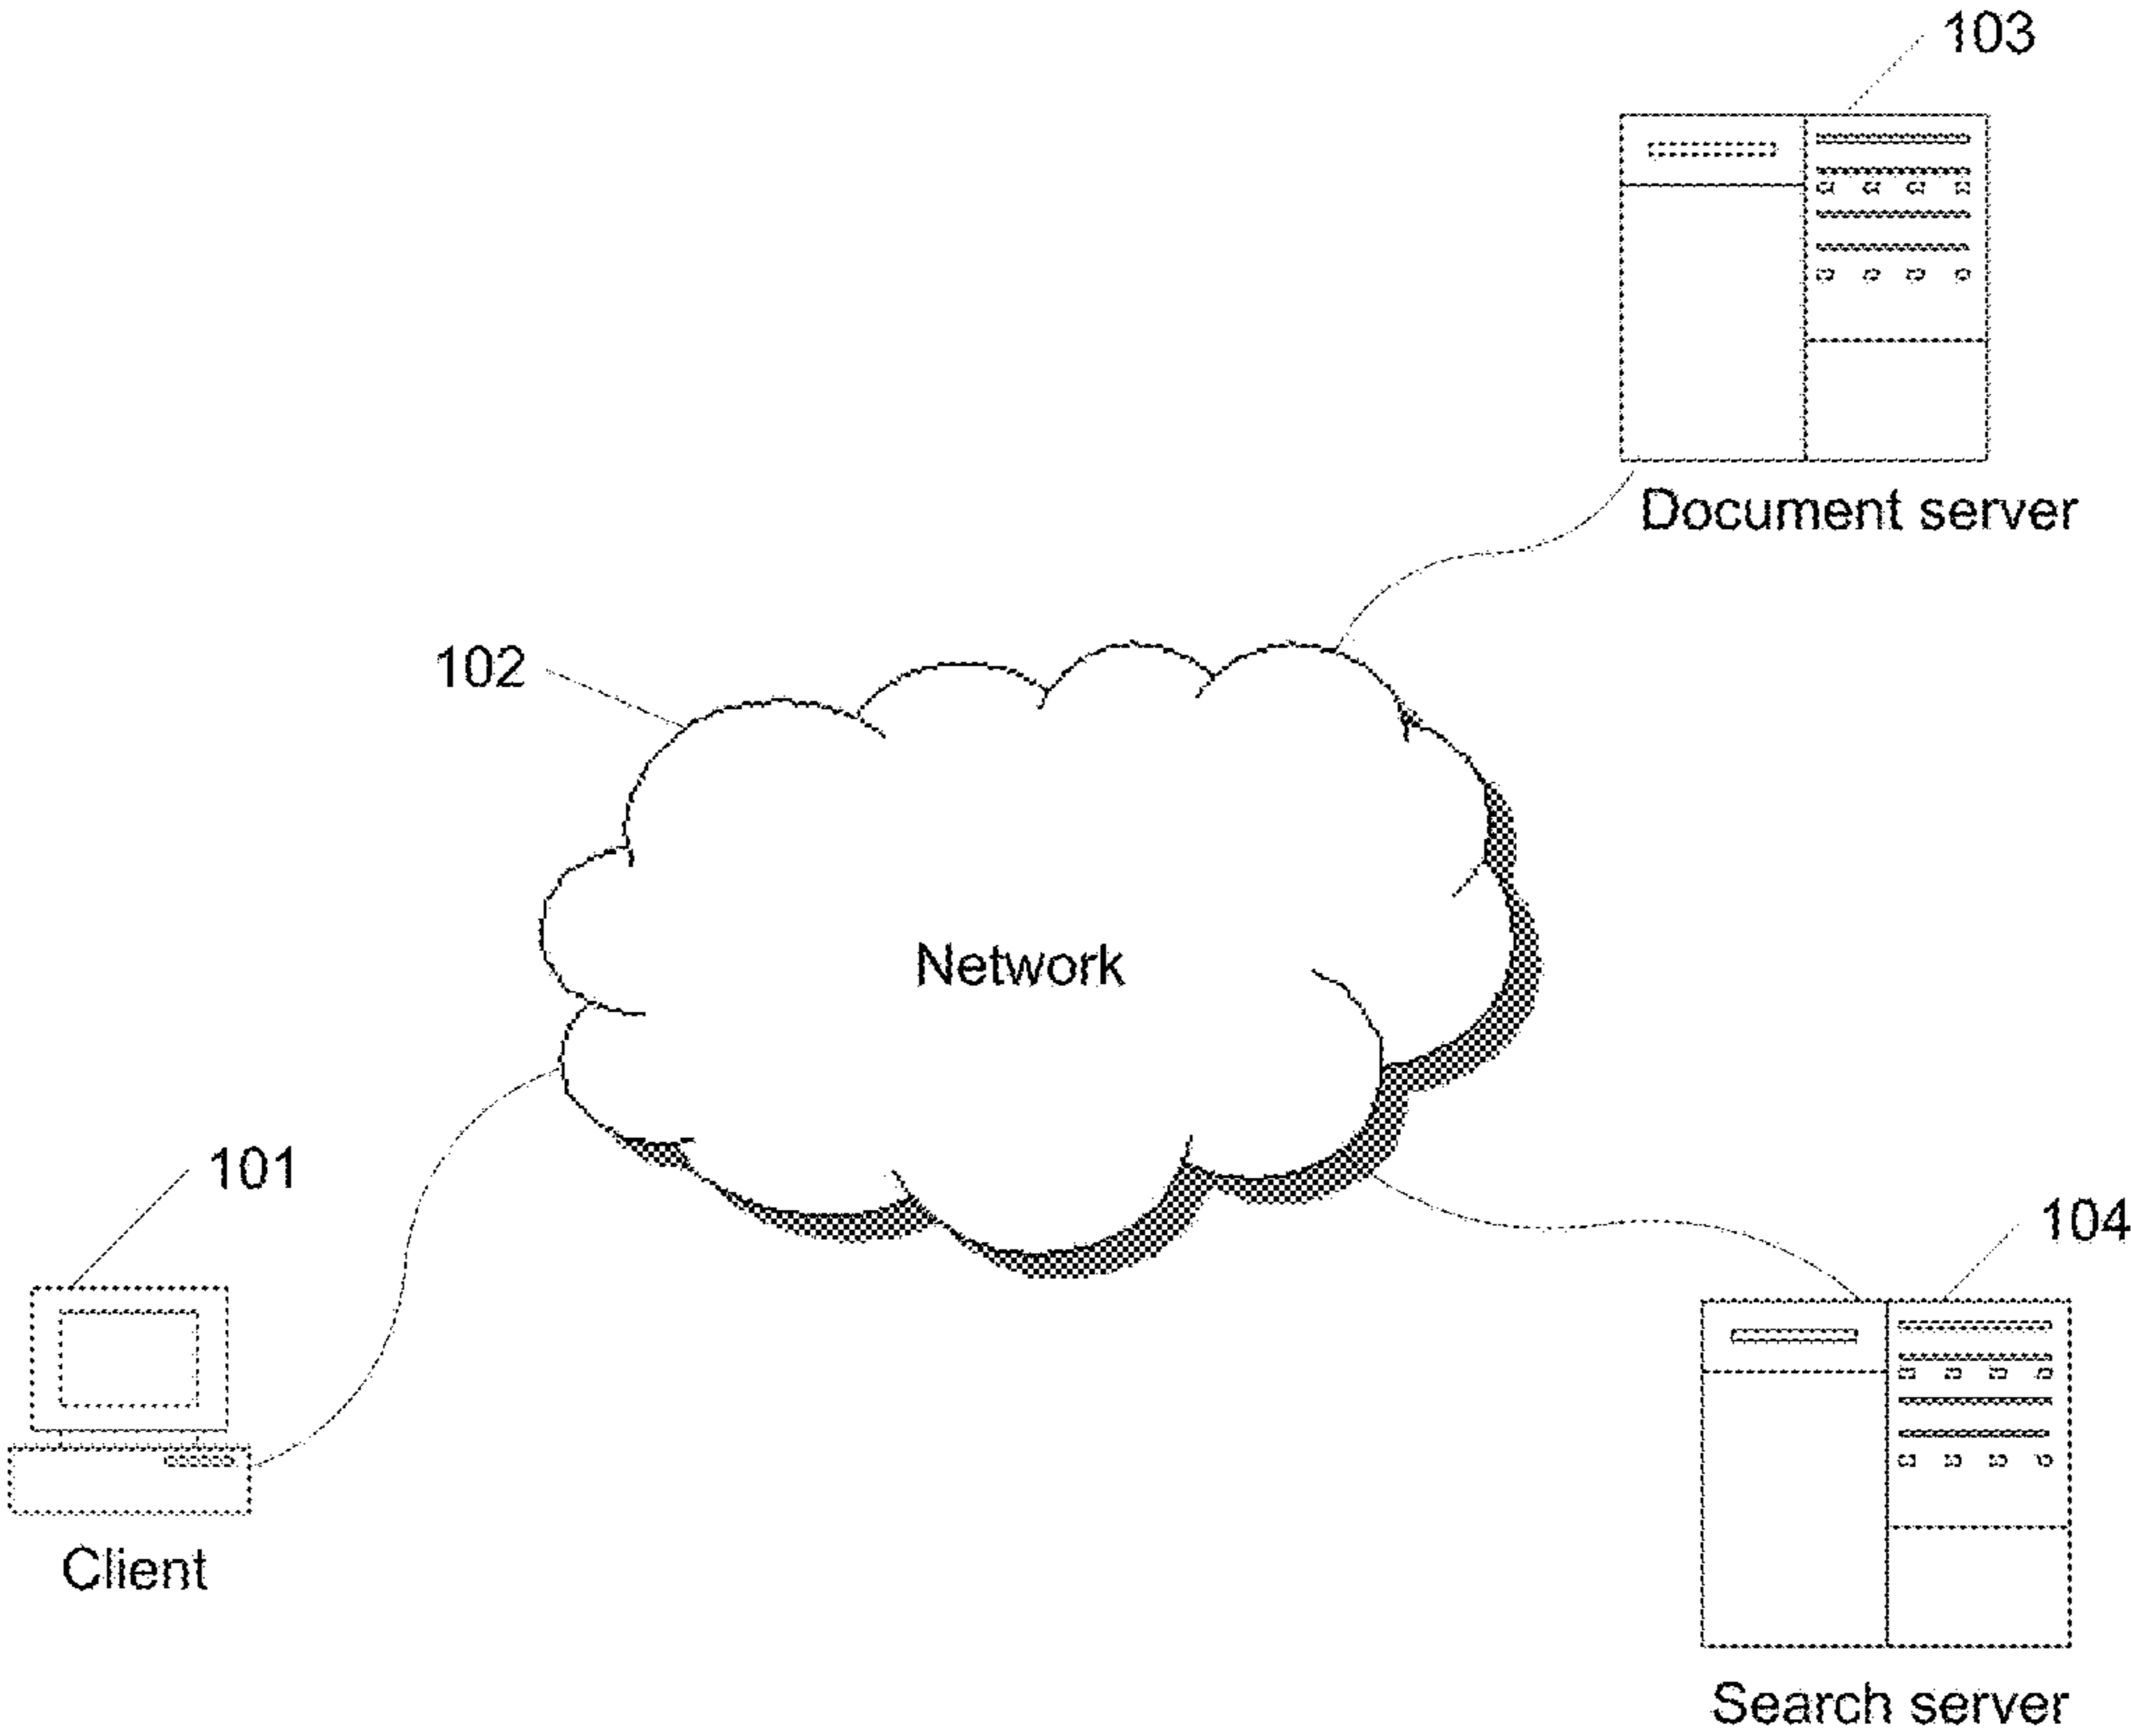 103
Document server
102
Network
101
104
Client
Search server